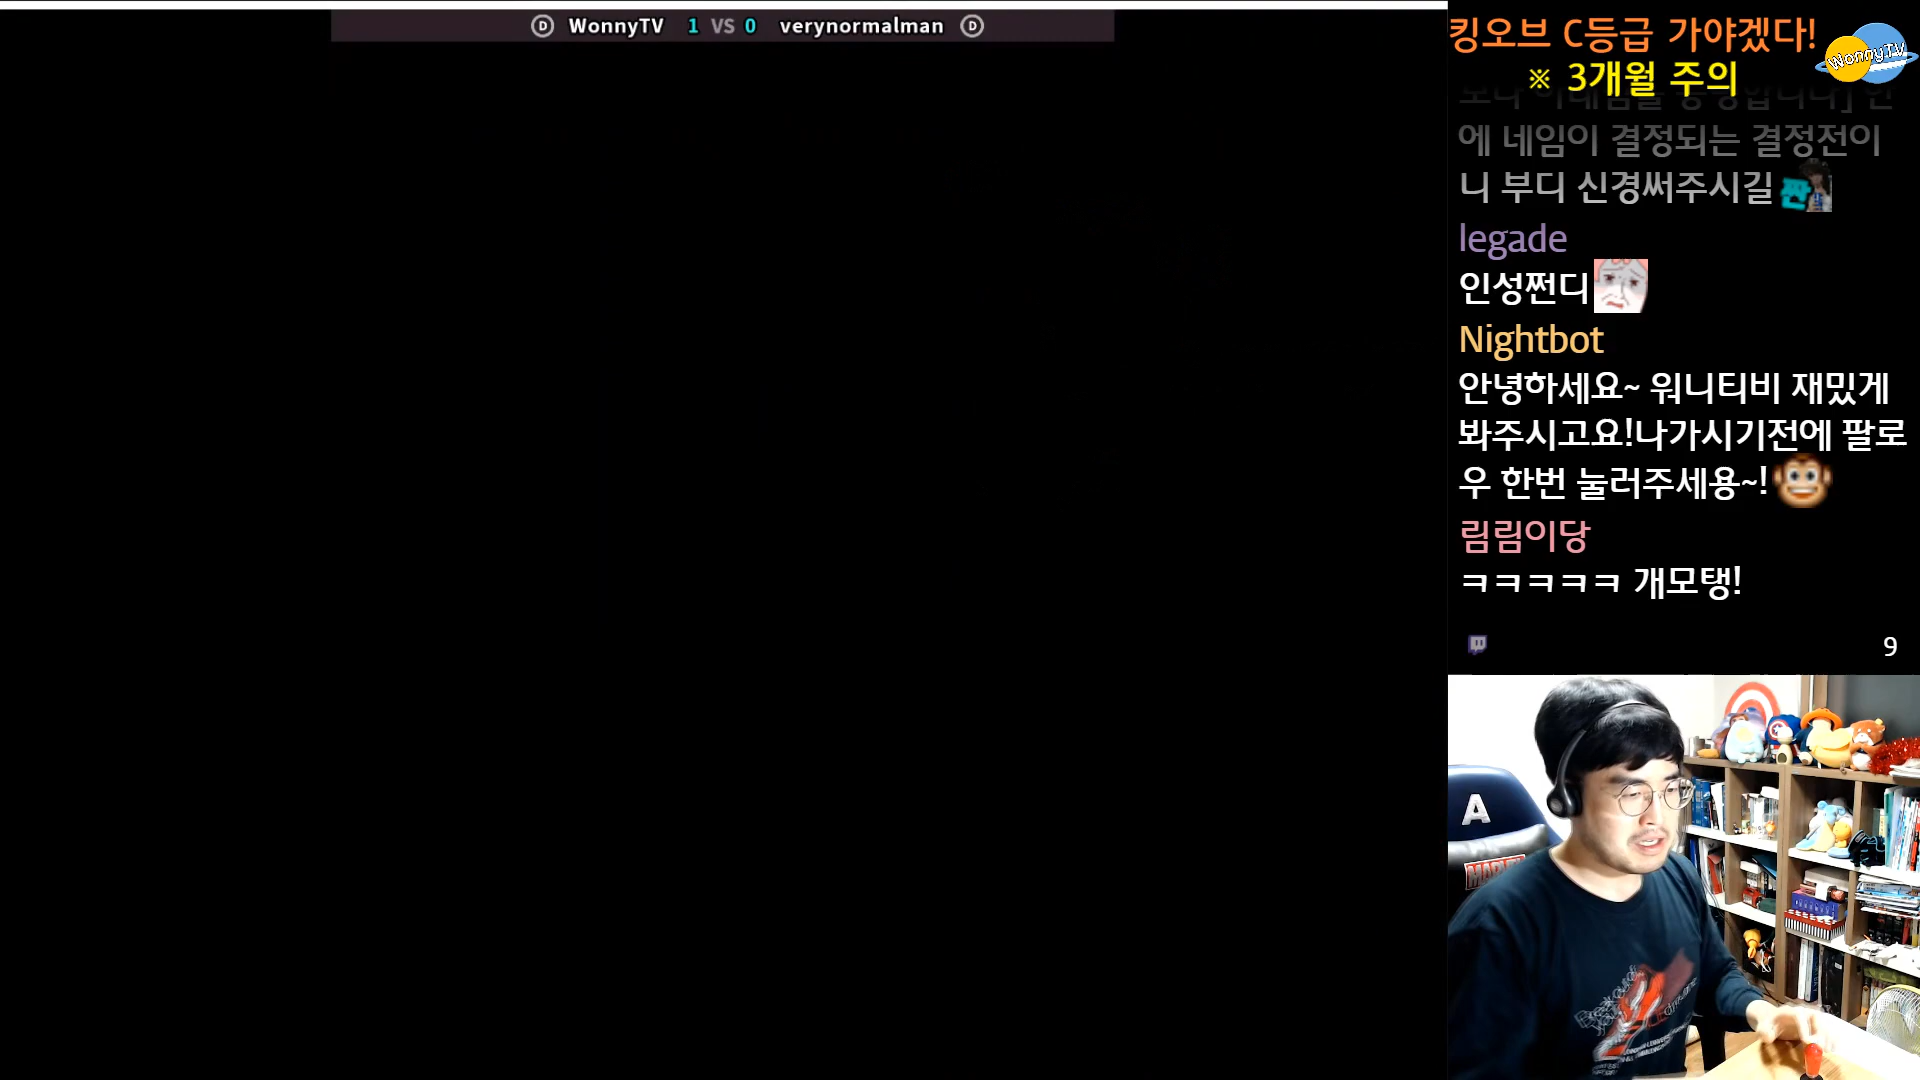 D WonnyTV 1 VS 0 verynormalman D
킹오브 C등급 가야겠다!
※ 3개월 주의
WonnyTV
에 네임이 결정되는 결정전이
니 부디 신경써주시길
짠
legade
인성쩐디
Nightbot
안녕하세요~ 워니티비 재밌게
봐주시고요!나가시기전에 팔로
우 한번 눌러주세용~!
림림이당
ㅋㅋㅋㅋㅋ 개모탱!
9
A